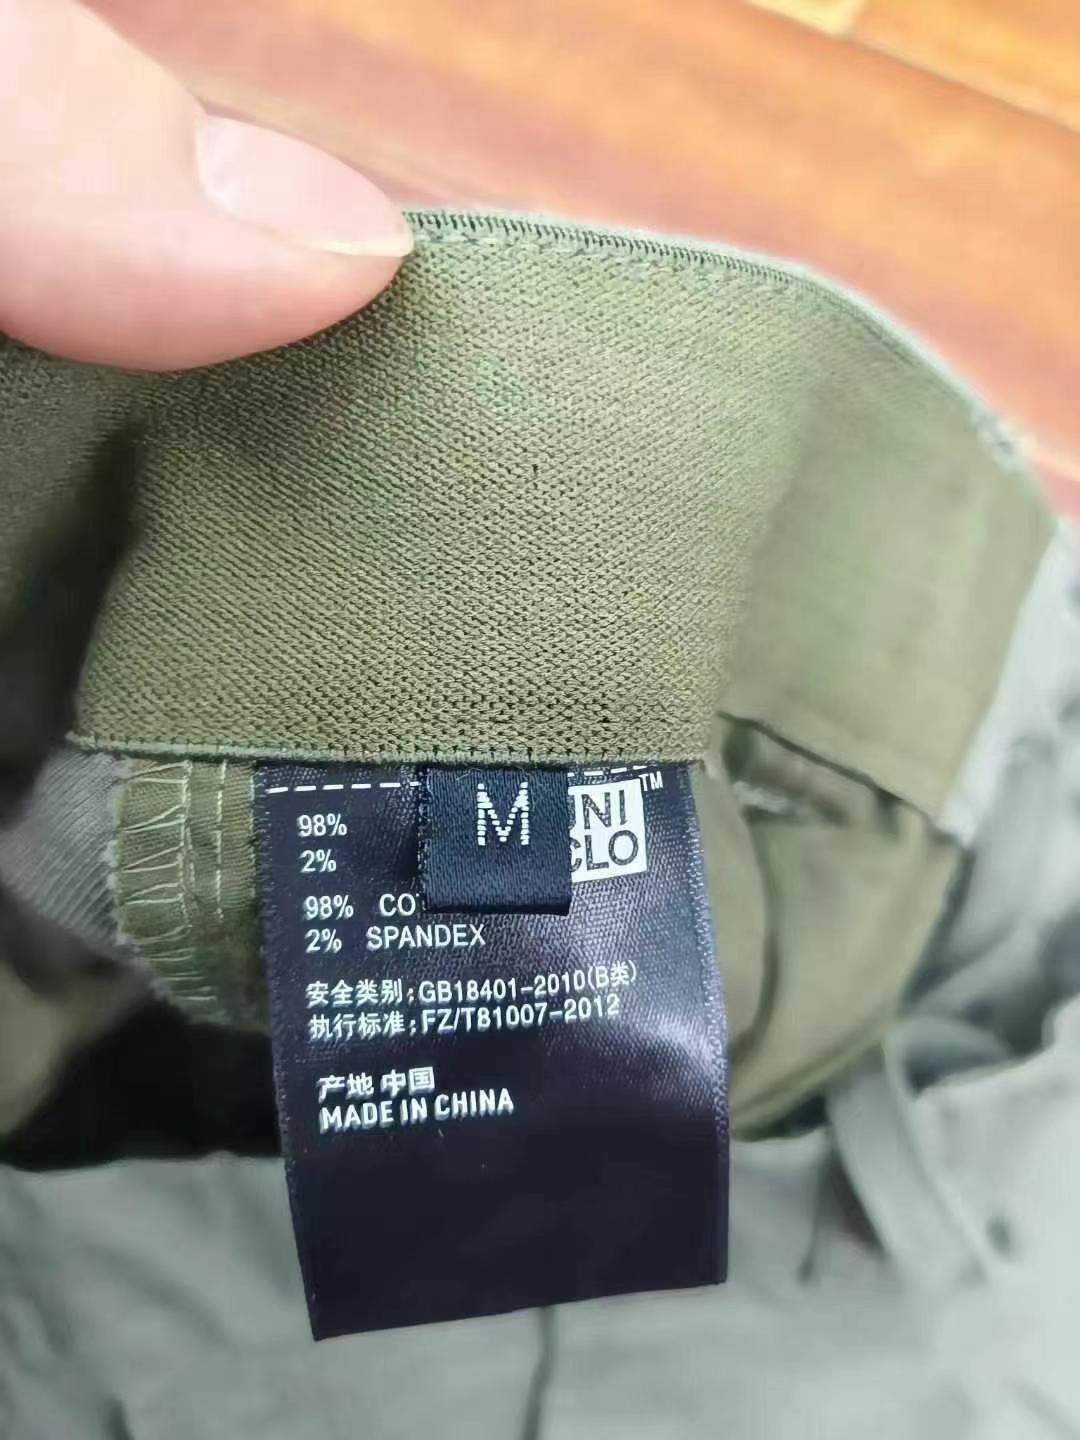 M
NI
CLO
TM
98%
2%
98% CO
2% SPANDEX
安全类别:GB18401-2010(B类)
执行标准:FZ/T81007-2012
产地 中国
MADE IN CHINA